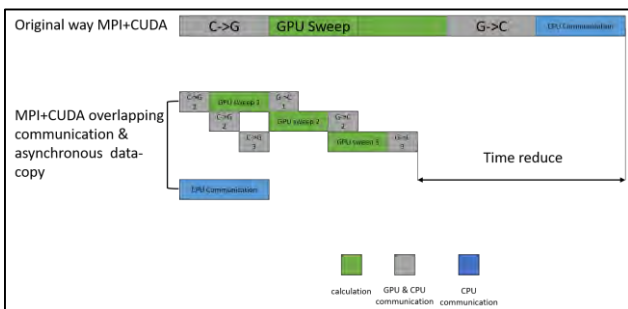 Original way MPI+CUDA
C->G
GPU Sweep
G->C
CPU Communication
MPI+CUDA overlapping
communication &
asynchronous data-
copy
C->G
1
GPU sweep 1
G->C
1
C->G
2
GPU sweep 2
G->C
2
C->G
3
GPU sweep 3
G->C
3
CPU Communication
Time reduce
calculation
GPU & CPU
communication
CPU
communication